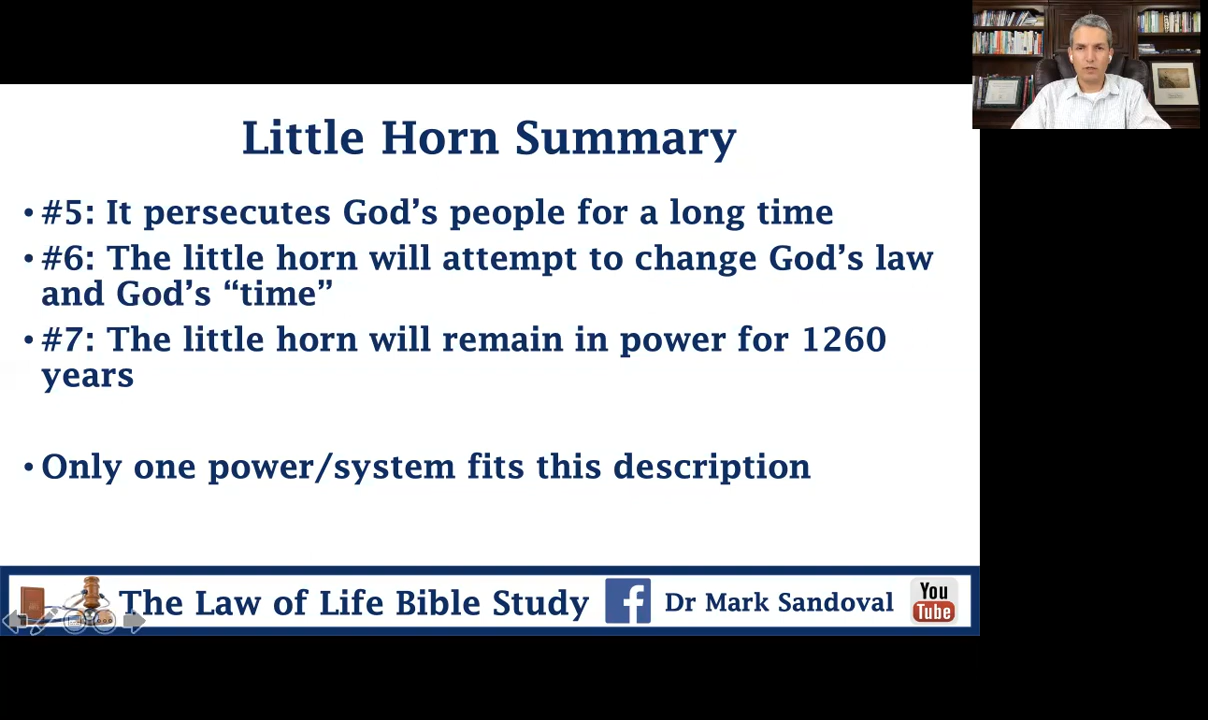 Little Horn Summary
• #5: It persecutes God’s people for a long time
• #6: The little horn will attempt to change God’s law
and God’s “time”
• #7: The little horn will remain in power for 1260
years
• Only one power/system fits this description
The Law of Life Bible Study
f
Dr Mark Sandoval
You
Tube